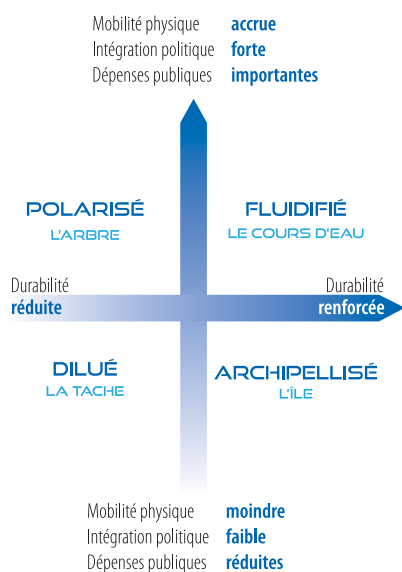 Mobilité physique accrue
Intégration politique forte
Dépenses publiques importantes
POLARISÉ
L'ARBRE
FLUIDIFIÉ
LE COURS D'EAU
Durabilité
réduite
Durabilité
renforcée
DILUÉ
LA TACHE
ARCHIPELLISÉ
L'ÎLE
Mobilité physique moindre
Intégration politique faible
Dépenses publiques réduites